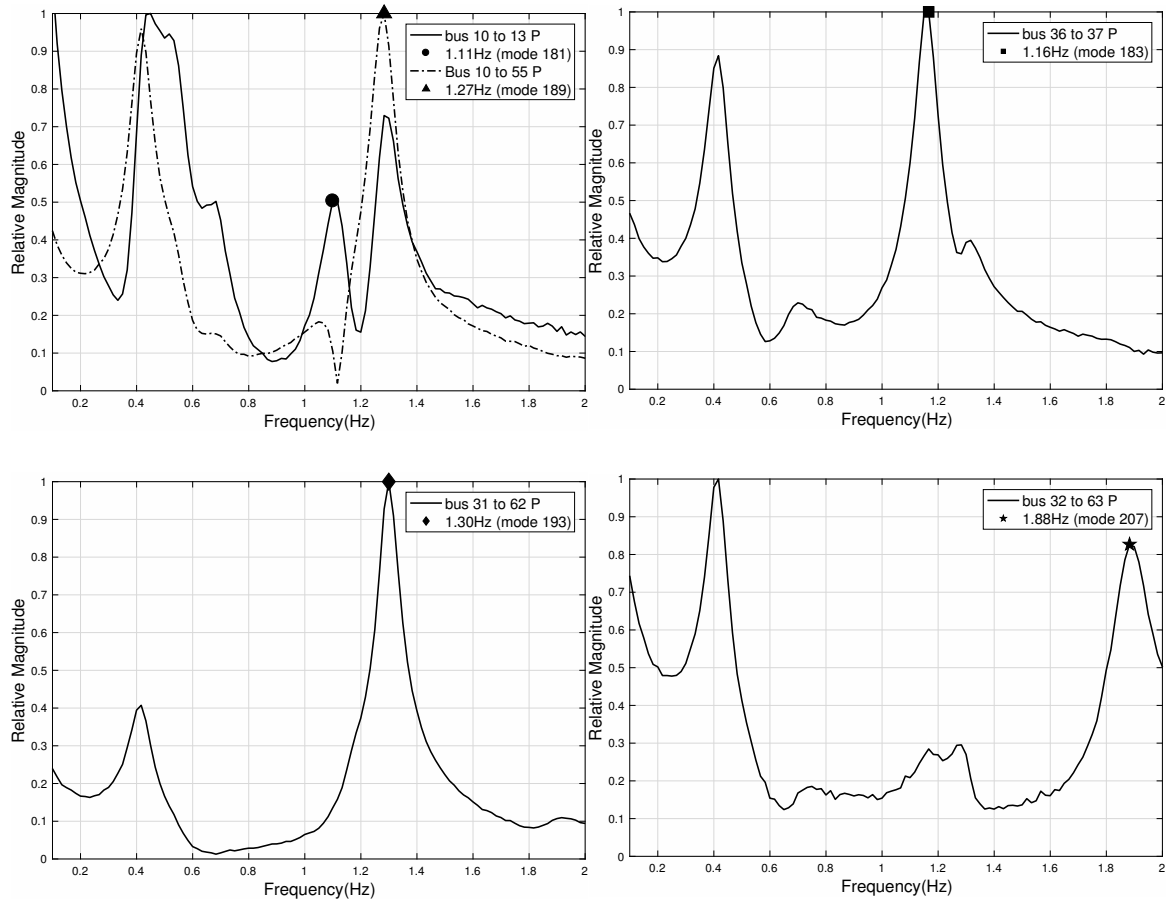 bus 10 to 13 P
1.11Hz (mode 181)
Bus 10 to 55 P
1.27Hz (mode 189)
Relative Magnitude
1
0.9
0.8
0.7
0.6
0.5
0.4
0.3
0.2
0.1
0
0.2 0.4 0.6 0.8 1 1.2 1.4 1.6 1.8 2
Frequency(Hz)
bus 36 to 37 P
1.16Hz (mode 183)
Relative Magnitude
1
0.9
0.8
0.7
0.6
0.5
0.4
0.3
0.2
0.1
0
0.2 0.4 0.6 0.8 1 1.2 1.4 1.6 1.8 2
Frequency(Hz)
bus 31 to 62 P
1.30Hz (mode 193)
Relative Magnitude
1
0.9
0.8
0.7
0.6
0.5
0.4
0.3
0.2
0.1
0
0.2 0.4 0.6 0.8 1 1.2 1.4 1.6 1.8 2
Frequency(Hz)
bus 32 to 63 P
1.88Hz (mode 207)
Relative Magnitude
1
0.9
0.8
0.7
0.6
0.5
0.4
0.3
0.2
0.1
0
0.2 0.4 0.6 0.8 1 1.2 1.4 1.6 1.8 2
Frequency(Hz)